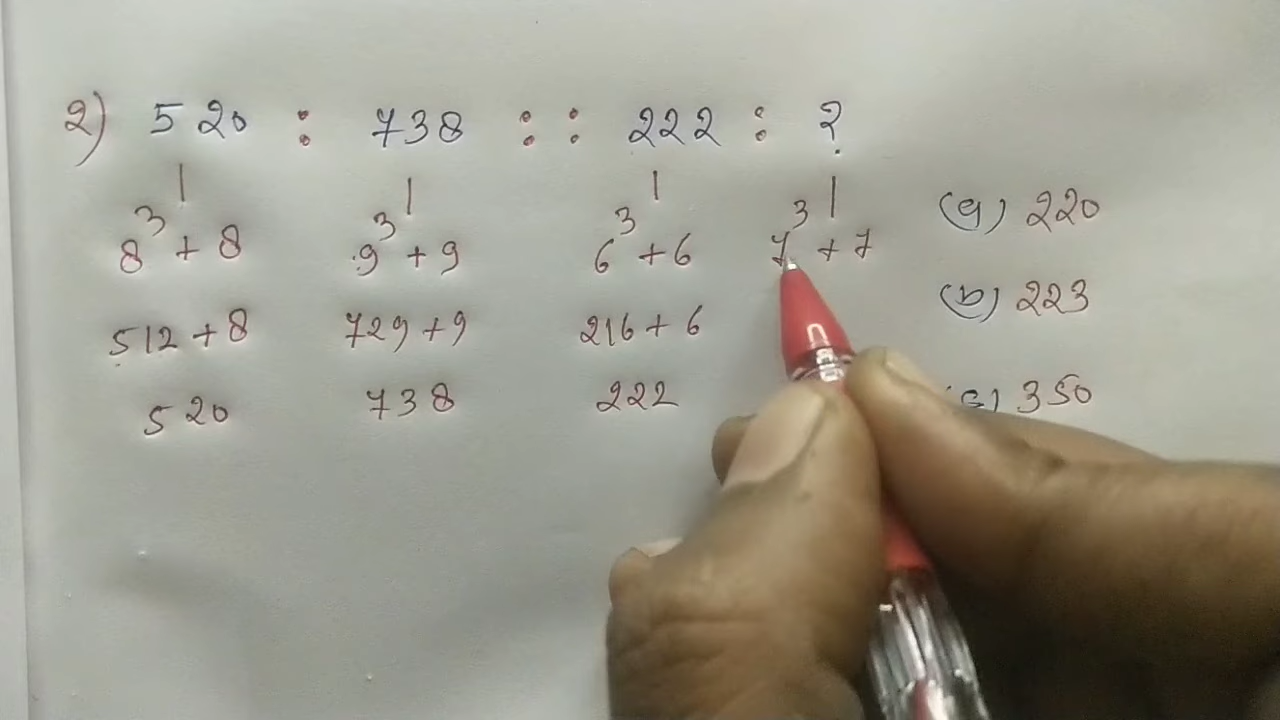 2) 520 : 738 :: 222 : ?
8³ + 8 9³ + 9 6³ + 6 7³ + 7
512 + 8 729 + 9 216 + 6
520 738 222
(a) 220
(b) 223
350